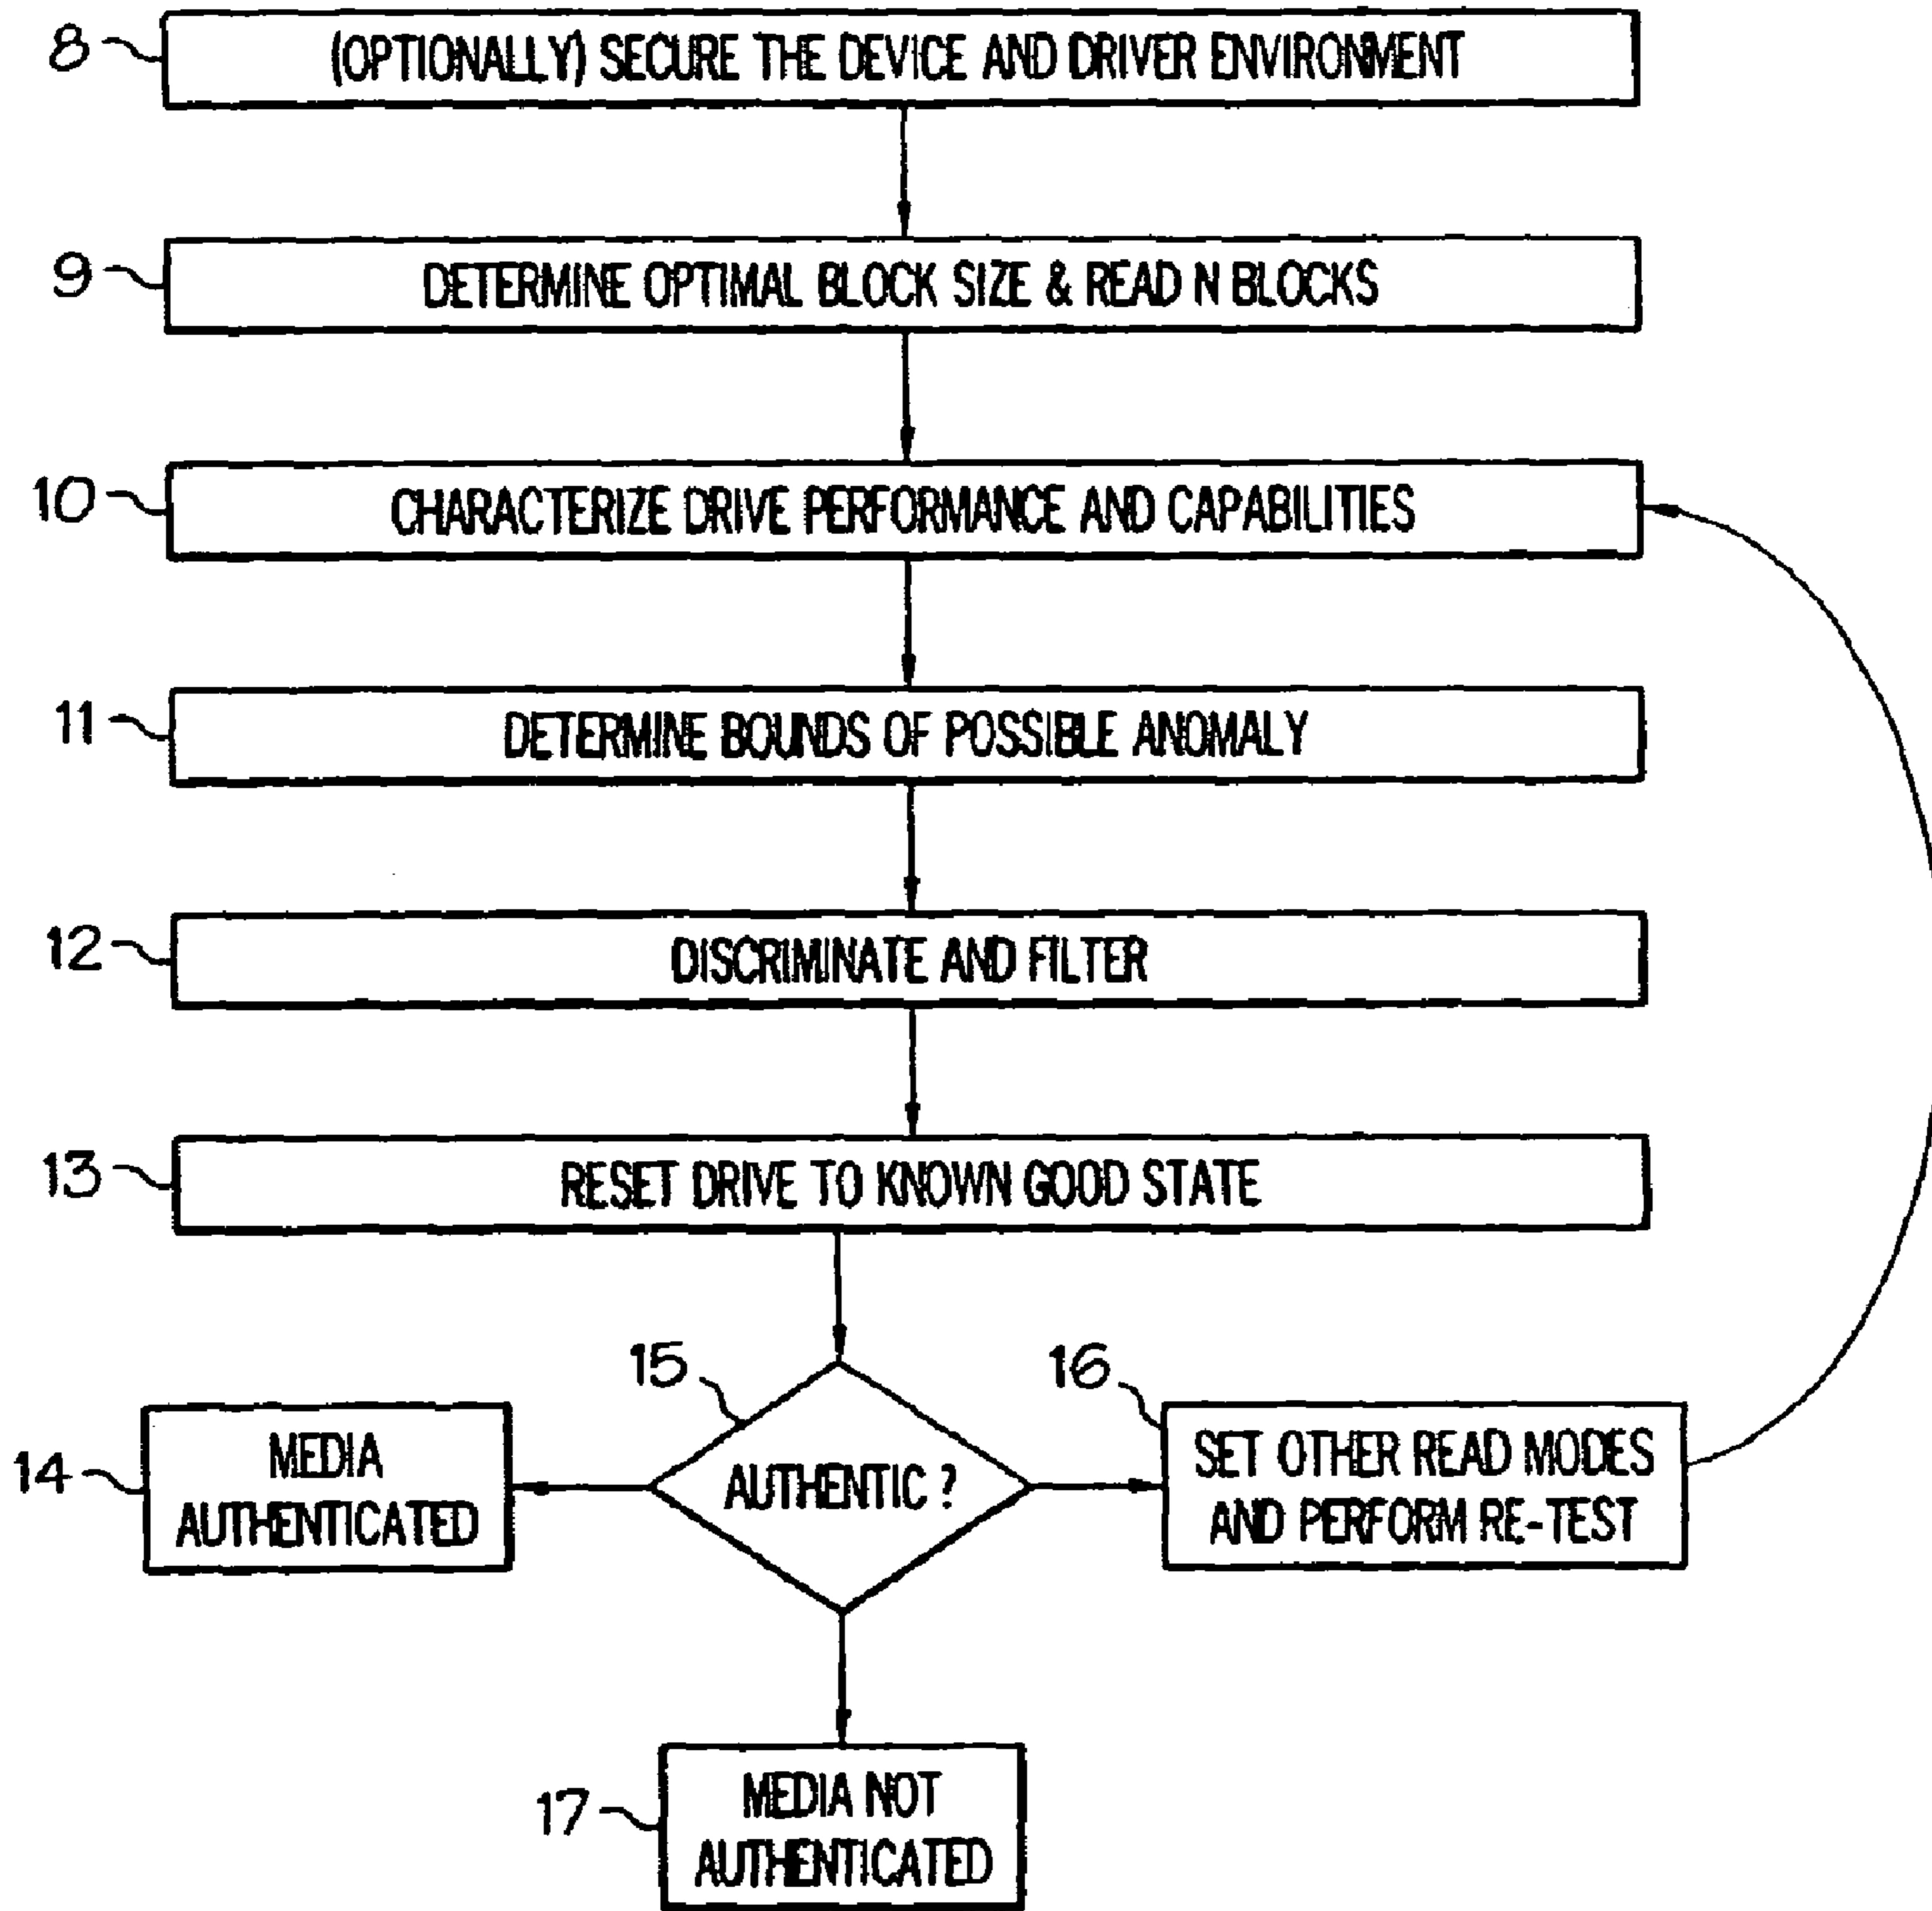 8
(OPTIONALLY) SECURE THE DEVICE AND DRIVER ENVIRONMENT
9
DETERMINE OPTIMAL BLOCK SIZE & READ N BLOCKS
10
CHARACTERIZE DRIVE PERFORMANCE AND CAPABILITIES
11
DETERMINE BOUNDS OF POSSIBLE ANOMALY
12
DISCRIMINATE AND FILTER
13
RESET DRIVE TO KNOWN GOOD STATE
14
MEDIA
AUTHENTICATED
15
AUTHENTIC ?
16
SET OTHER READ MODES
AND PERFORM RE-TEST
17
MEDIA NOT
AUTHENTICATED